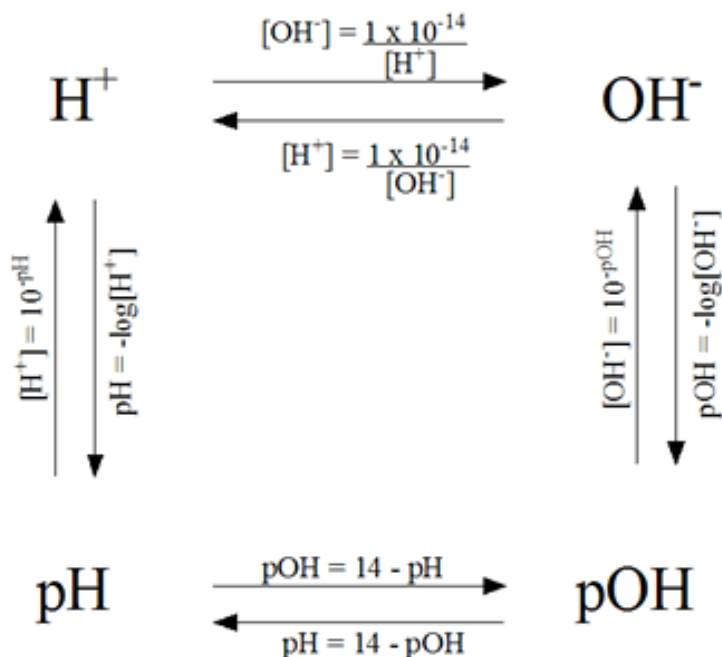 [OH⁻] = 1 x 10⁻¹⁴
[H⁺]
H⁺
OH⁻
[H⁺] = 1 x 10⁻¹⁴
[OH⁻]
[H⁺] = 10⁻ᵖᴴ
pH = -log[H⁺]
[OH⁻] = 10⁻ᵖᴼᴴ
pOH = -log[OH⁻]
pH
pOH = 14 - pH
pOH
pH = 14 - pOH